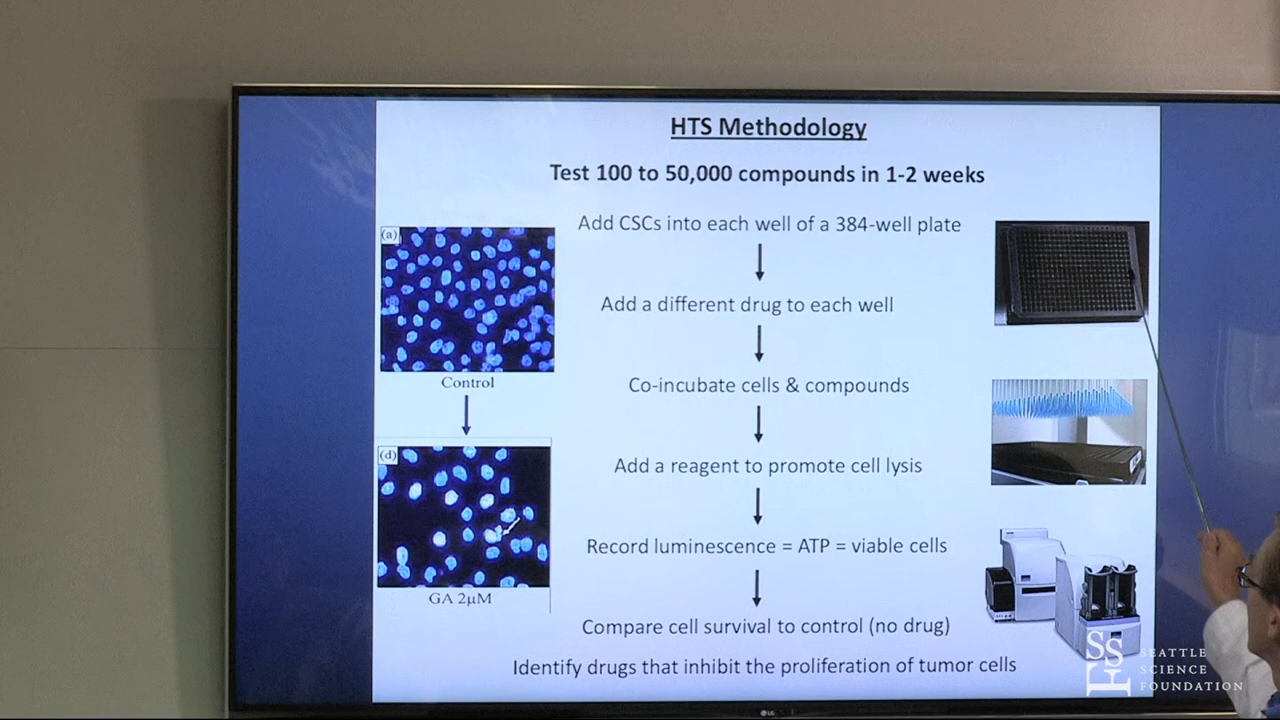 HTS Methodology
Test 100 to 50,000 compounds in 1-2 weeks
Add CSCs into each well of a 384-well plate
(a)
Add a different drug to each well
Control
Co-incubate cells & compounds
(d)
Add a reagent to promote cell lysis
Record luminescence = ATP = viable cells
GA 2µM
Compare cell survival to control (no drug)
Identify drugs that inhibit the proliferation of tumor cells
SSF
SEATTLE
SCIENCE
FOUNDATION
LG